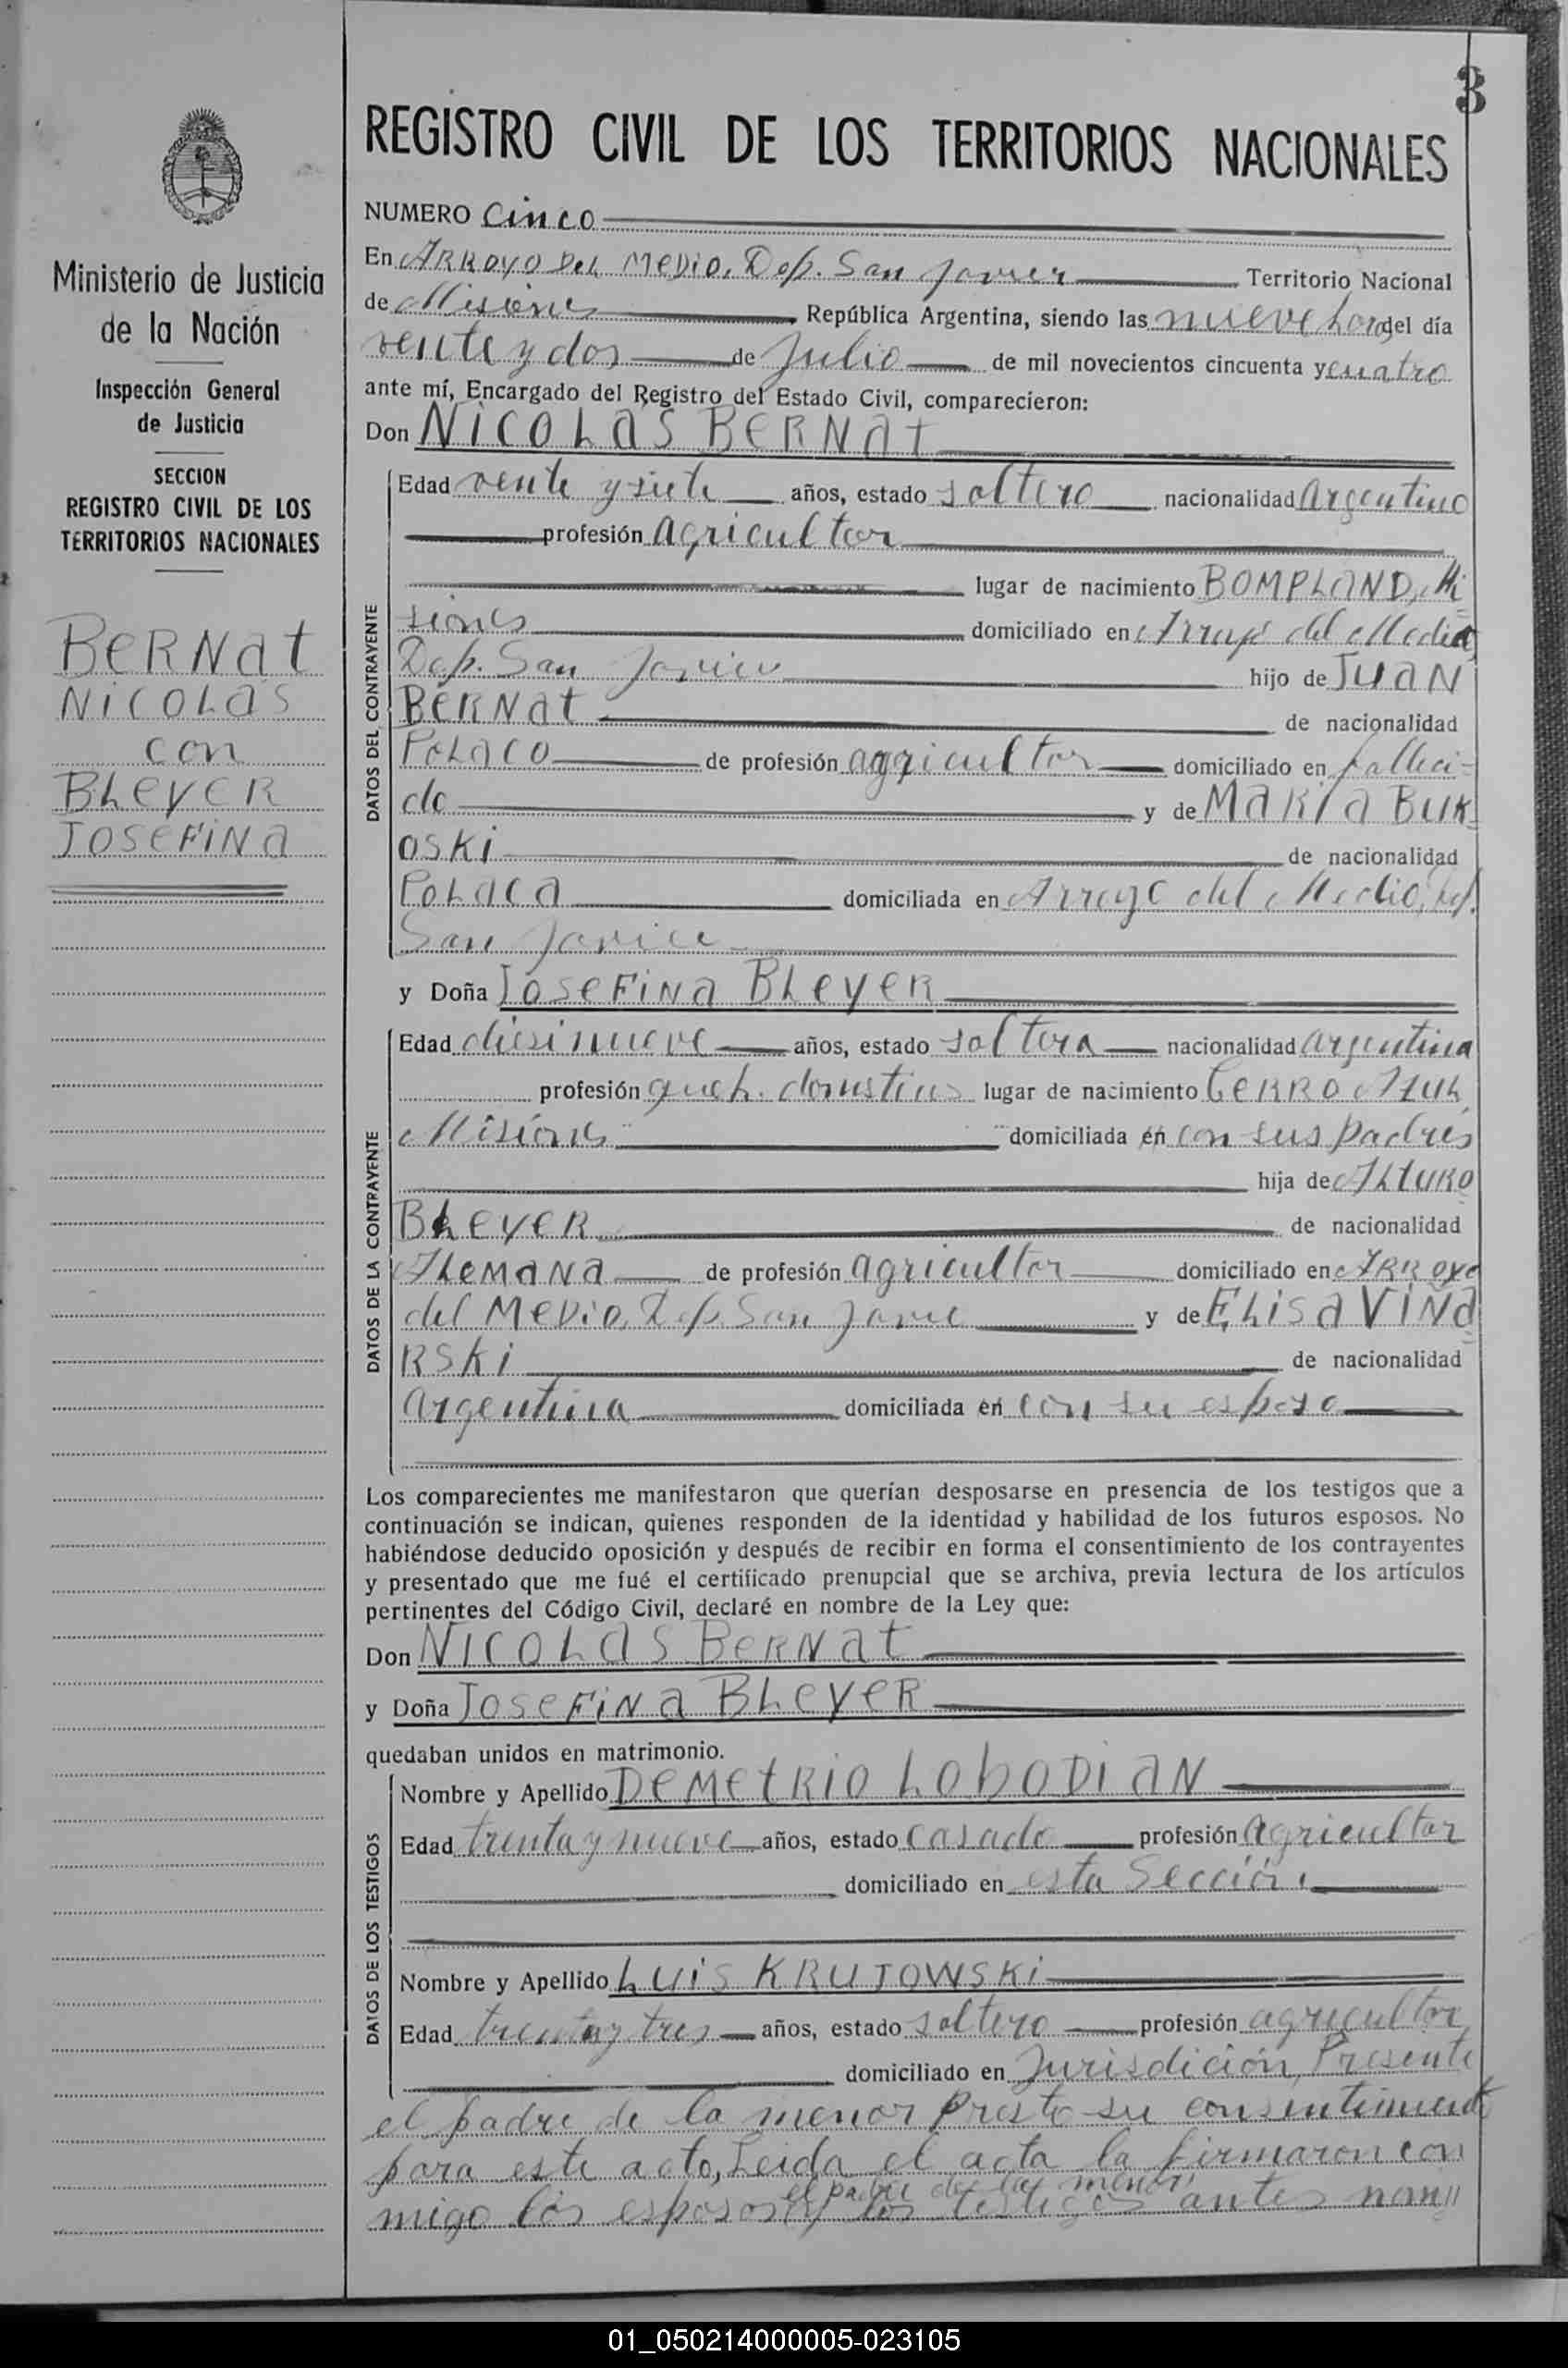 3
REGISTRO CIVIL DE LOS TERRITORIOS NACIONALES
Ministerio de Justicia
de la Nación
Inspección General
de Justicia
SECCION
REGISTRO CIVIL DE LOS
TERRITORIOS NACIONALES
BERNAt
NICOLAS
con
BLEYER
JOSEFINA
NUMERO Cinco
En ARROYO DEL MEDIO, Dep. San Javier Territorio Nacional
de Misiones República Argentina, siendo las nueve horas del día
veinte y dos de Julio de mil novecientos cincuenta y cuatro
ante mí, Encargado del Registro del Estado Civil, comparecieron:
Don NICOLAS BERNAt
DATOS DEL CONTRAYENTE
Edad veinte y siete años, estado soltero nacionalidad argentino
profesión agricultor
lugar de nacimiento BOMPLAND, Mi
siones domiciliado en Arroyo del Medio,
Dep. San Javier hijo de JUAN
BERNAt de nacionalidad
POLACO de profesión agricultor domiciliado en falleci-
do y de MARIA BUK
OSKI de nacionalidad
POLACA domiciliada en Arroyo del Medio, Dep.
San Javier
y Doña JOSEFINA BLEYER
DATOS DE LA CONTRAYENTE
Edad diesinueve años, estado soltera nacionalidad argentina
profesión queh. domesticos lugar de nacimiento CERRO AZUL
Misiones domiciliada en con sus padres
hija de ARTURO
BLEYER de nacionalidad
ALEMANA de profesión agricultor domiciliado en ARROYO
del MEDIO, Dep. San Javier y de ELISA VIÑA
RSKI de nacionalidad
argentina domiciliada en con su esposo
Los comparecientes me manifestaron que querían desposarse en presencia de los testigos que a
continuación se indican, quienes responden de la identidad y habilidad de los futuros esposos. No
habiéndose deducido oposición y después de recibir en forma el consentimiento de los contrayentes
y presentado que me fué el certificado prenupcial que se archiva, previa lectura de los artículos
pertinentes del Código Civil, declaré en nombre de la Ley que:
Don NICOLAS BERNAt
y Doña JOSEFINA BLEYER
quedaban unidos en matrimonio.
DATOS DE LOS TESTIGOS
Nombre y Apellido DEMETRIO LOBODIAN
Edad treinta y nueve años, estado casado profesión agricultor
domiciliado en esta Sección
Nombre y Apellido LUIS KRUJOWSKI
Edad treinta y tres años, estado soltero profesión agricultor
domiciliado en Jurisdición, Presente
el padre de la menor presto su consentimiento
para este acto, Leida el acta la firmaron con
el padre de la menor
migo los esposos (y) los testigos antes nom//
01_050214000005-023105